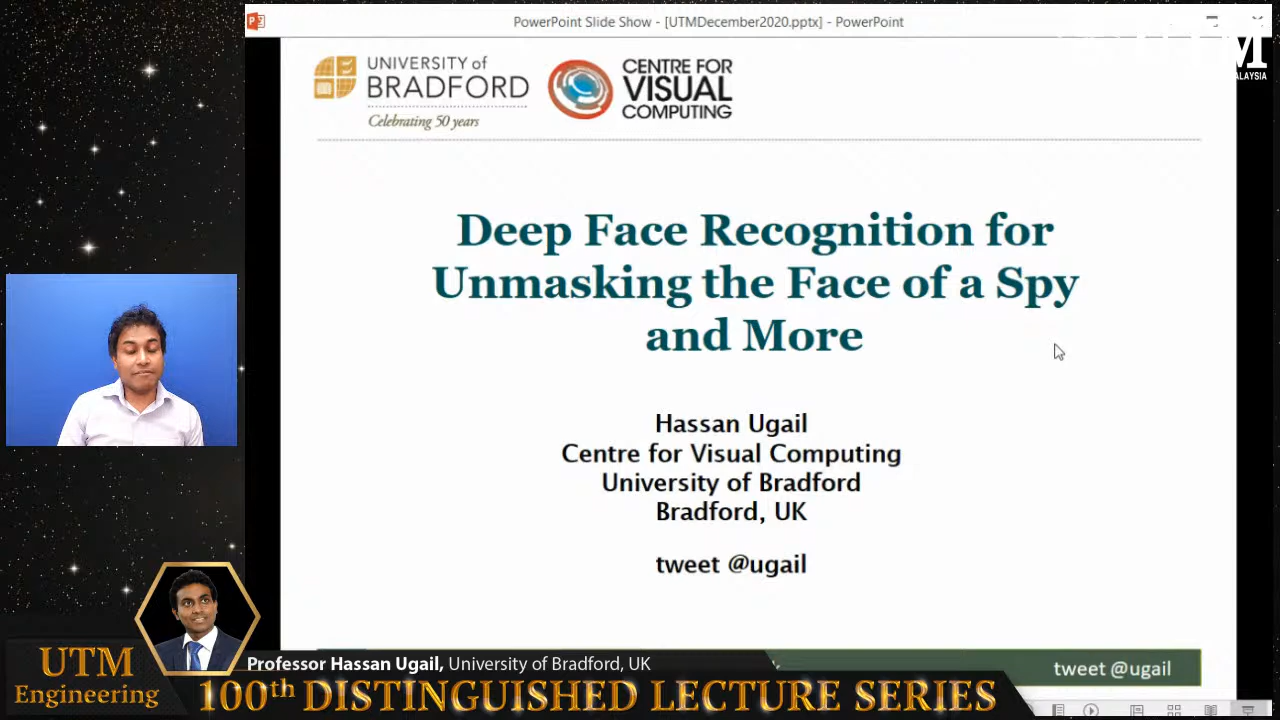 PowerPoint Slide Show - [UTMDecember2020.pptx] - PowerPoint
UNIVERSITY of
BRADFORD
Celebrating 50 years
CENTRE FOR
VISUAL
COMPUTING
Deep Face Recognition for
Unmasking the Face of a Spy
and More
Hassan Ugail
Centre for Visual Computing
University of Bradford
Bradford, UK
tweet @ugail
tweet @ugail
Professor Hassan Ugail, University of Bradford, UK
UTM
Engineering
100th DISTINGUISHED LECTURE SERIES